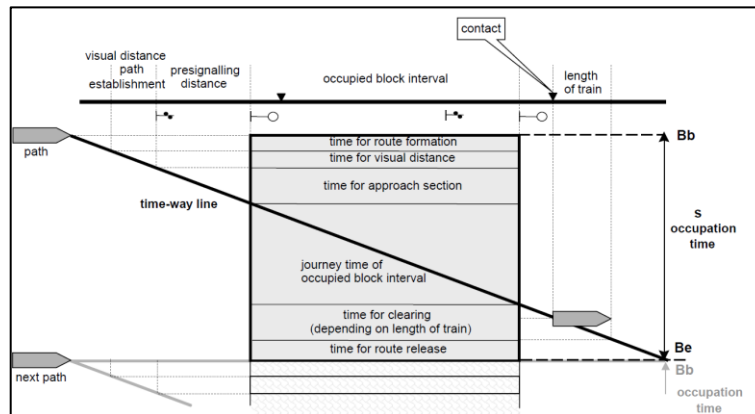 contact
visual distance
path
establishment
presignalling
distance
occupied block interval
length
of train
path
time for route formation
Bb
time for visual distance
time for approach section
time-way line
S
occupation
time
journey time of
occupied block interval
time for clearing
(depending on length of train)
time for route release
Be
next path
Bb
occupation
time